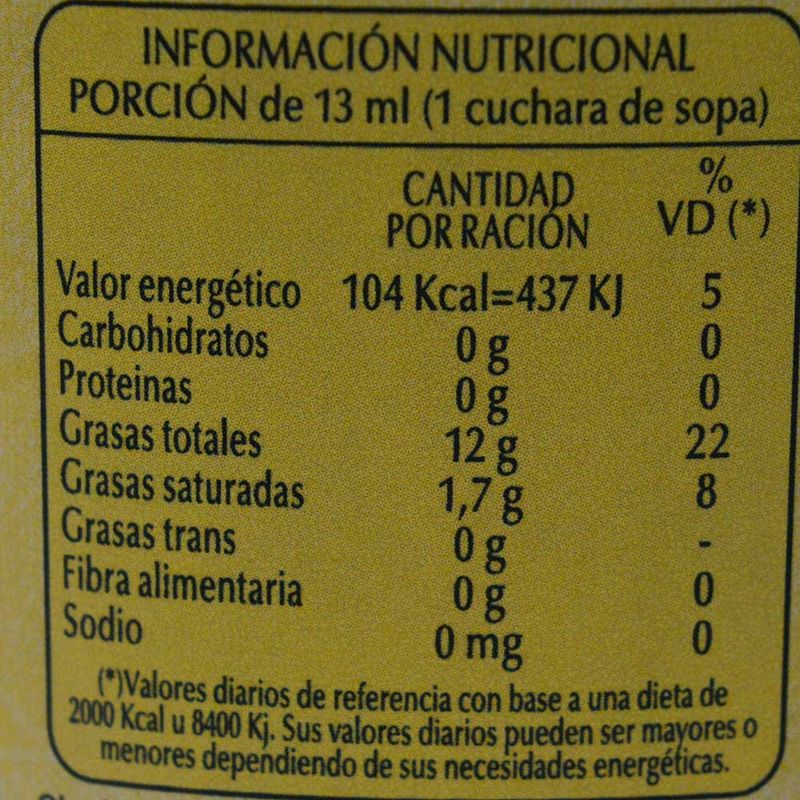 INFORMACIÓN NUTRICIONAL
PORCIÓN de 13 ml (1 cuchara de sopa)
CANTIDAD POR RACIÓN % VD (*)
Valor energético 104 Kcal=437 KJ 5
Carbohidratos 0 g 0
Proteinas 0 g 0
Grasas totales 12 g 22
Grasas saturadas 1,7 g 8
Grasas trans 0 g -
Fibra alimentaria 0 g 0
Sodio 0 mg 0
(*)Valores diarios de referencia con base a una dieta de
2000 Kcal u 8400 Kj. Sus valores diarios pueden ser mayores o
menores dependiendo de sus necesidades energéticas.